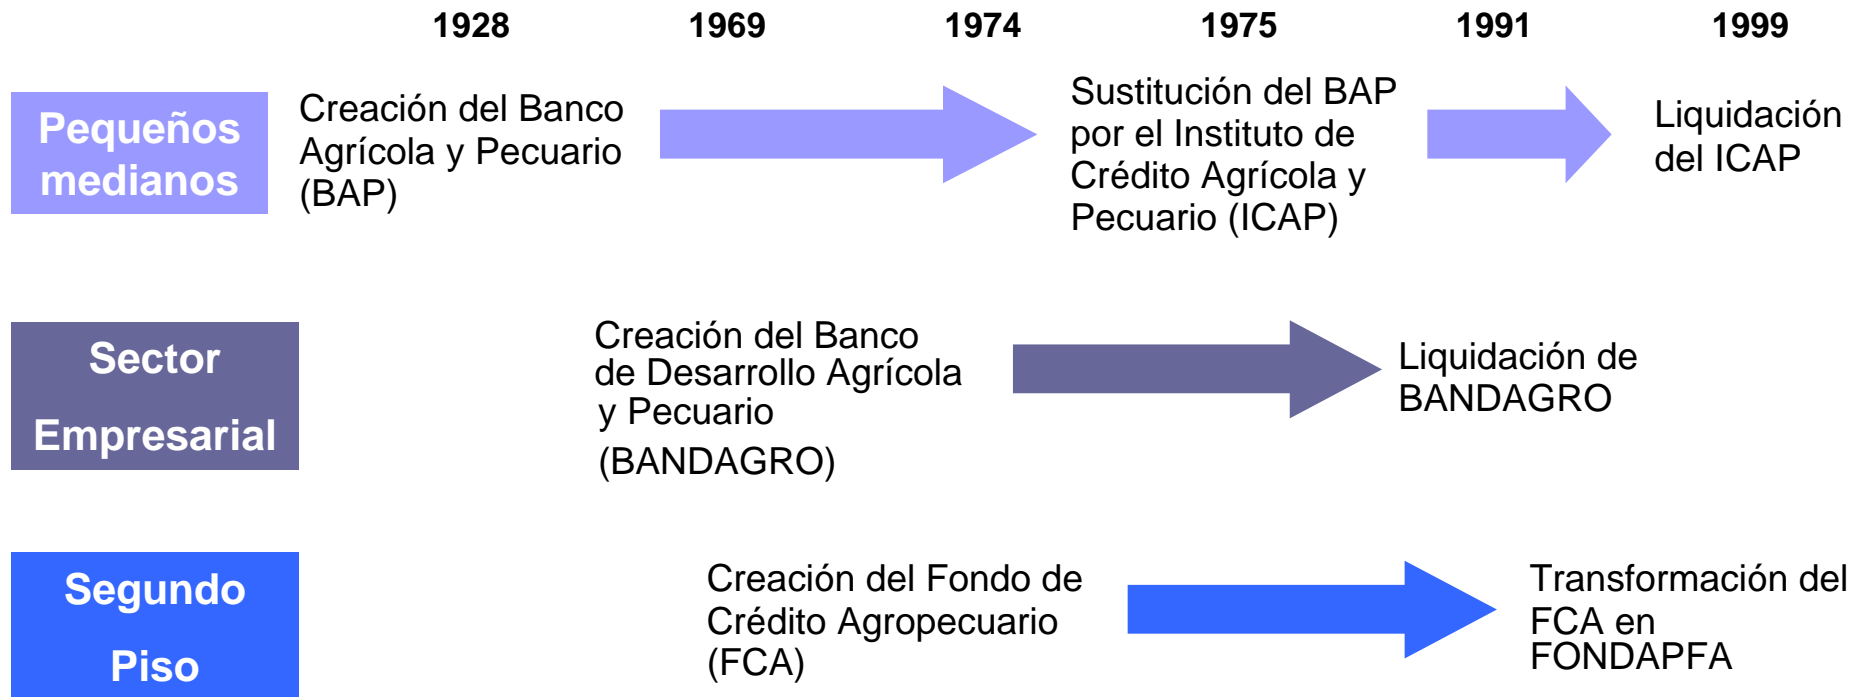 1928 1969 1974 1975 1991 1999
Pequeños
medianos
Creación del Banco
Agrícola y Pecuario
(BAP)
Sustitución del BAP
por el Instituto de
Crédito Agrícola y
Pecuario (ICAP)
Liquidación
del ICAP
Sector
Empresarial
Creación del Banco
de Desarrollo Agrícola
y Pecuario
(BANDAGRO)
Liquidación de
BANDAGRO
Segundo
Piso
Creación del Fondo de
Crédito Agropecuario
(FCA)
Transformación del
FCA en
FONDAPFA